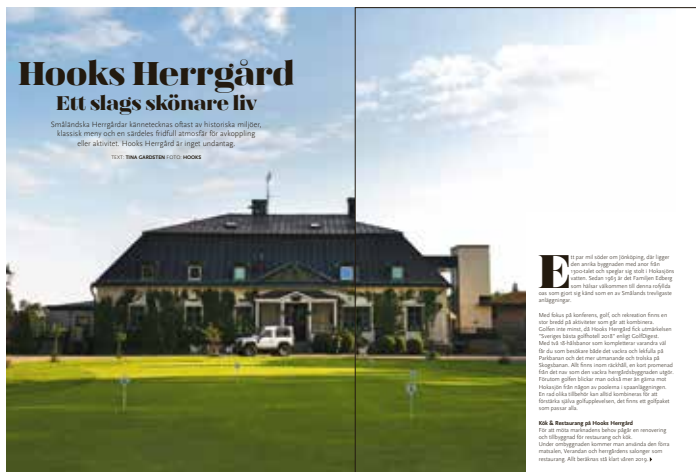 Hooks Herrgård
Ett slags skönare liv
Småländska Herrgårdar kännetecknas oftast av historiska miljöer,
klassisk meny och en särdeles fridfull atmosfär för avkoppling
eller aktivitet. Hooks Herrgård är inget undantag.
TEXT: TINA GARDSTEN FOTO: HOOKS
Ett par mil söder om Jönköping, där ligger
den anrika byggnaden med anor från
1500-talet och speglar sig stolt i Hokasjöns
vatten. Sedan 1963 är det Familjen Edberg
som hälsar välkommen till denna rofyllda
oas som gjort sig känd som en av Smålands trevligaste
anläggningar.
Med fokus på konferens, golf, och rekreation finns en
stor bredd på aktiviteter som går att kombinera.
Golfen inte minst, då Hooks Herrgård fick utmärkelsen
"Sveriges bästa golfhotell 2018" enligt GolfDigest.
Med två 18-hålsbanor som kompletterar varandra väl
får du som besökare både det vackra och lekfulla på
Parkbanan och det mer utmanande och trolska på
Skogsbanan. Allt finns inom räckhåll, en kort promenad
från det nav som den vackra herrgårdsbyggnaden utgör.
Förutom golfen blickar man också mer än gärna mot
Hokasjön från någon av poolerna i spaanläggningen.
En rad olika tillbehör kan alltid kombineras för att
förstärka själva golfupplevelsen, det finns ett golfpaket
som passar alla.
Kök & Restaurang på Hooks Herrgård
För att möta marknadens behov pågår en renovering
och tillbyggnad för restaurang och kök.
Under ombyggnaden kommer man använda den förra
matsalen, Verandan och herrgårdens salonger som
restaurang. Allt beräknas stå klart våren 2019.